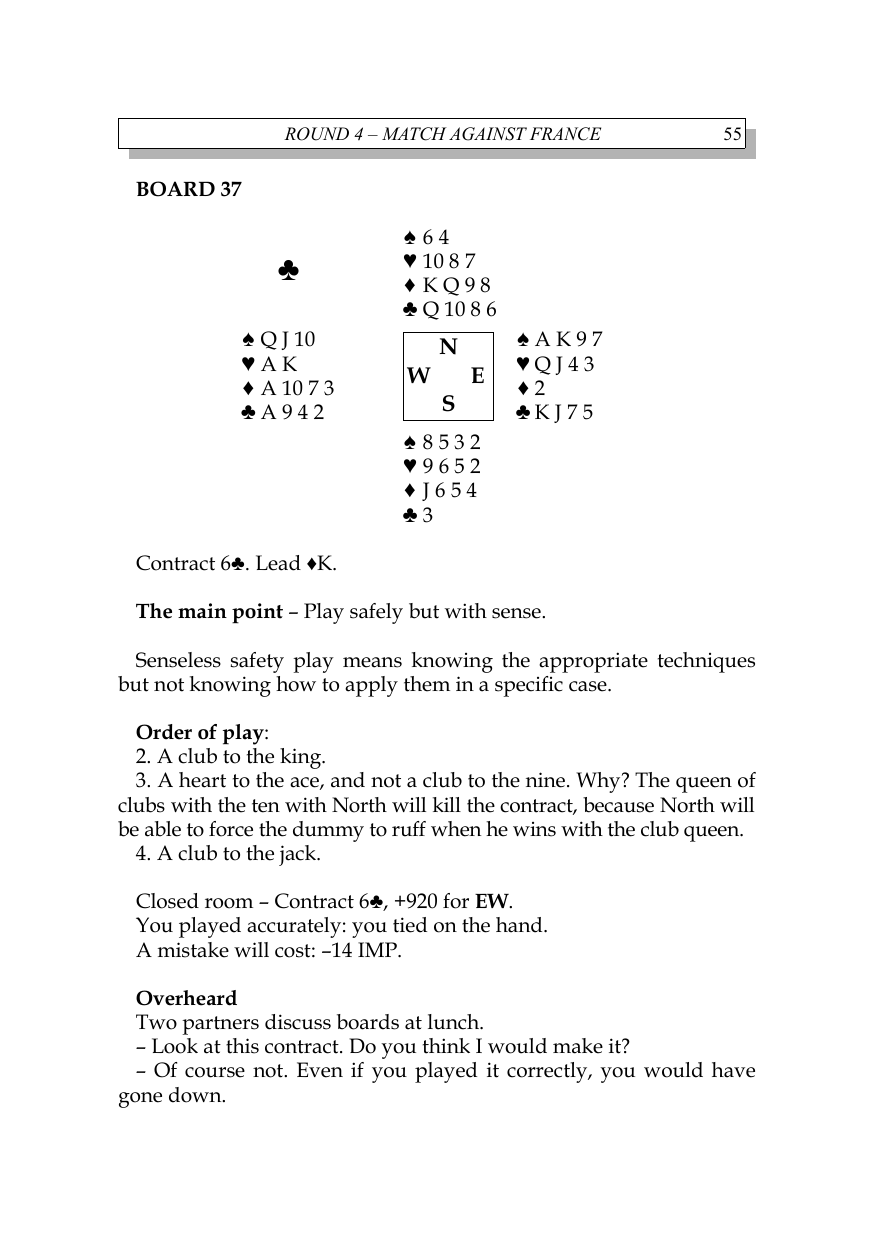 ROUND 4 – MATCH AGAINST FRANCE 55
BOARD 37
♠ 6 4
♣
♥ 10 8 7
♦ K Q 9 8
♣ Q 10 8 6
♠ Q J 10
♥ A K
♦ A 10 7 3
♣ A 9 4 2
N
W E
S
♠ A K 9 7
♥ Q J 4 3
♦ 2
♣ K J 7 5
♠ 8 5 3 2
♥ 9 6 5 2
♦ J 6 5 4
♣ 3
Contract 6♣. Lead ♦K.
The main point – Play safely but with sense.
Senseless safety play means knowing the appropriate techniques
but not knowing how to apply them in a specific case.
Order of play:
2. A club to the king.
3. A heart to the ace, and not a club to the nine. Why? The queen of
clubs with the ten with North will kill the contract, because North will
be able to force the dummy to ruff when he wins with the club queen.
4. A club to the jack.
Closed room – Contract 6♣, +920 for EW.
You played accurately: you tied on the hand.
A mistake will cost: –14 IMP.
Overheard
Two partners discuss boards at lunch.
– Look at this contract. Do you think I would make it?
– Of course not. Even if you played it correctly, you would have
gone down.